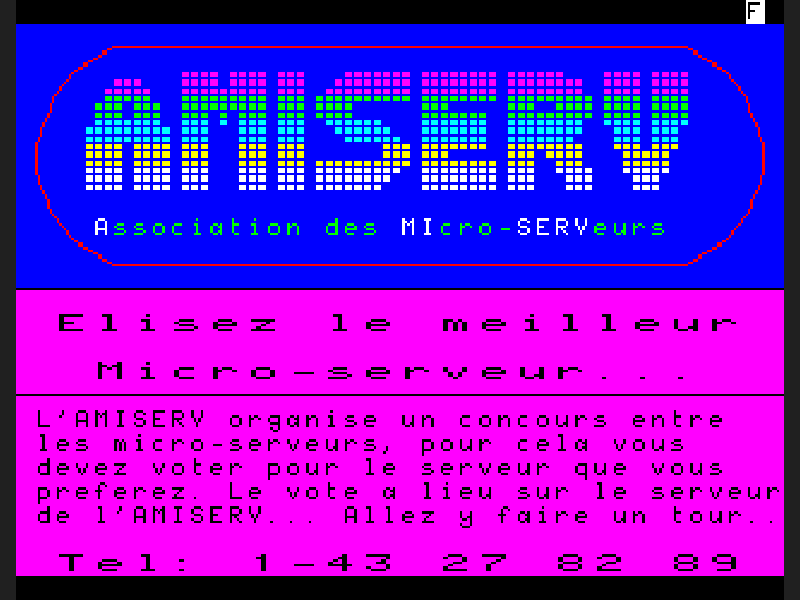 F
AMISERV
Association des MIcro-SERVeurs
Elisez le meilleur
Micro-serveur...
L'AMISERV organise un concours entre
les micro-serveurs, pour cela vous
devez voter pour le serveur que vous
preferez. Le vote a lieu sur le serveur
de l'AMISERV... Allez y faire un tour..
Tel: 1-43 27 82 89